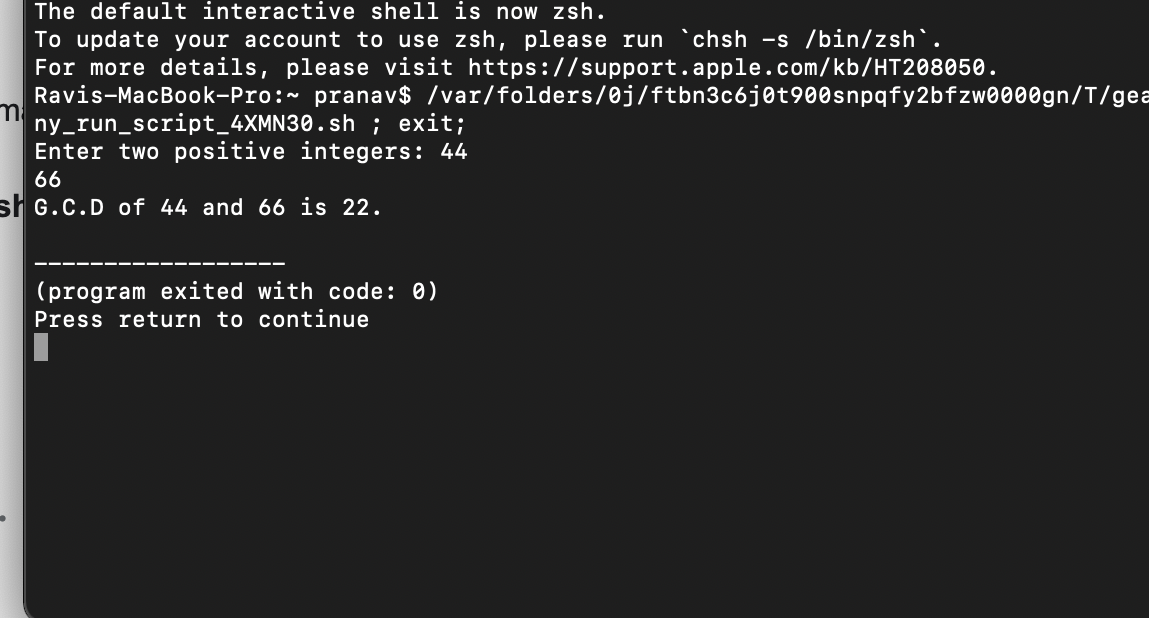 The default interactive shell is now zsh.
To update your account to use zsh, please run `chsh -s /bin/zsh`.
For more details, please visit https://support.apple.com/kb/HT208050.
Ravis-MacBook-Pro:~ pranav$ /var/folders/0j/ftbn3c6j0t900snpqfy2bfzw0000gn/T/gea
ny_run_script_4XMN30.sh ; exit;
Enter two positive integers: 44
66
G.C.D of 44 and 66 is 22.
------------------
(program exited with code: 0)
Press return to continue